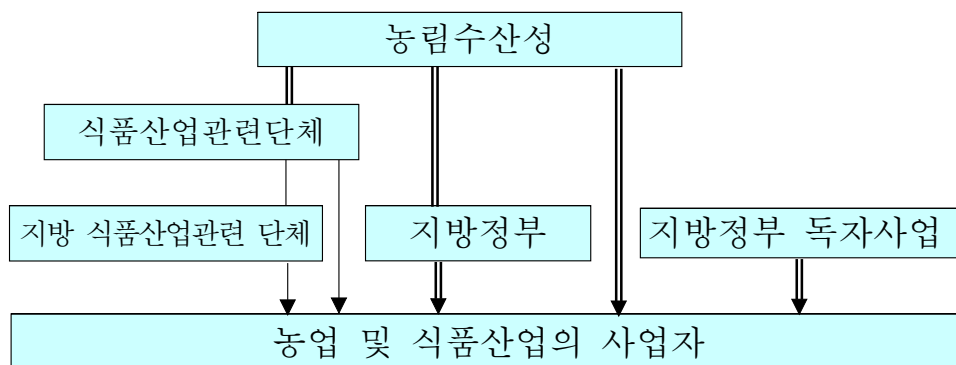 농림수산성
식품산업관련단체
지방 식품산업관련 단체
지방정부
지방정부 독자사업
농업 및 식품산업의 사업자